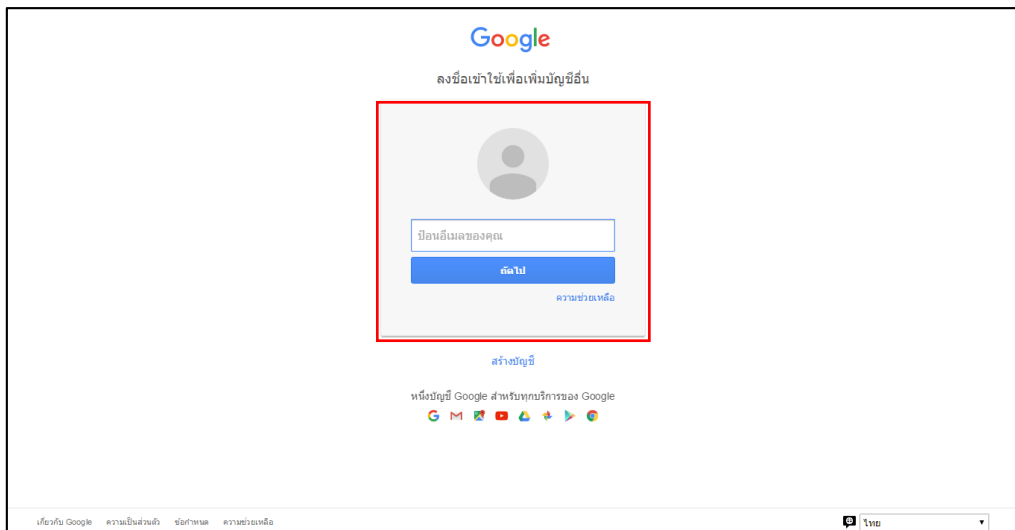 Google
ลงชื่อเข้าใช้เพื่อเพิ่มบัญชีอื่น
ป้อนอีเมลของคุณ
ถัดไป
ความช่วยเหลือ
สร้างบัญชี
หนึ่งบัญชี Google สำหรับทุกบริการของ Google
เกี่ยวกับ Google ความเป็นส่วนตัว ข้อกำหนด ความช่วยเหลือ ไทย